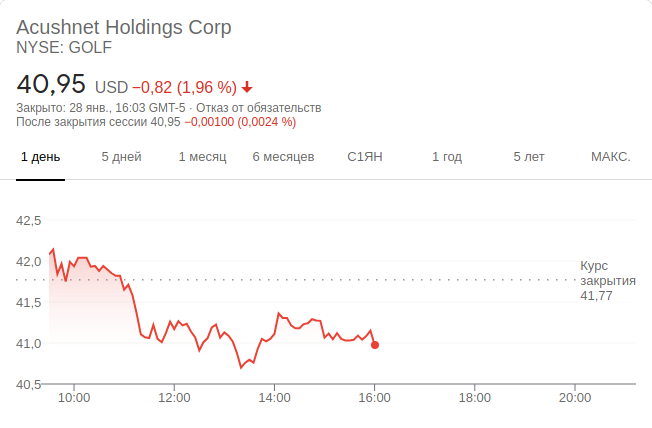 Acushnet Holdings Corp
NYSE: GOLF
40,95 USD −0,82 (1,96 %)
Закрыто: 28 янв., 16:03 GMT-5 · Отказ от обязательств
После закрытия сессии 40,95 −0,00100 (0,0024 %)
1 день 5 дней 1 месяц 6 месяцев С1ЯН 1 год 5 лет МАКС.
42,5
42,0
41,5
41,0
40,5
Курс
закрытия
41,77
10:00 12:00 14:00 16:00 18:00 20:00